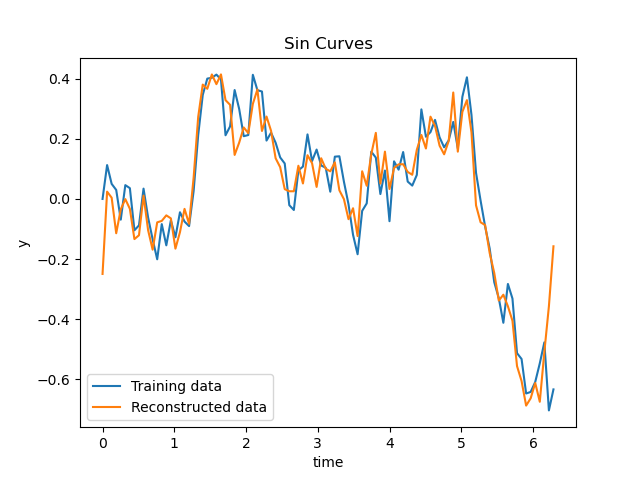 Sin Curves
y
0.4
0.2
0.0
−0.2
−0.4
−0.6
Training data
Reconstructed data
0 1 2 3 4 5 6
time